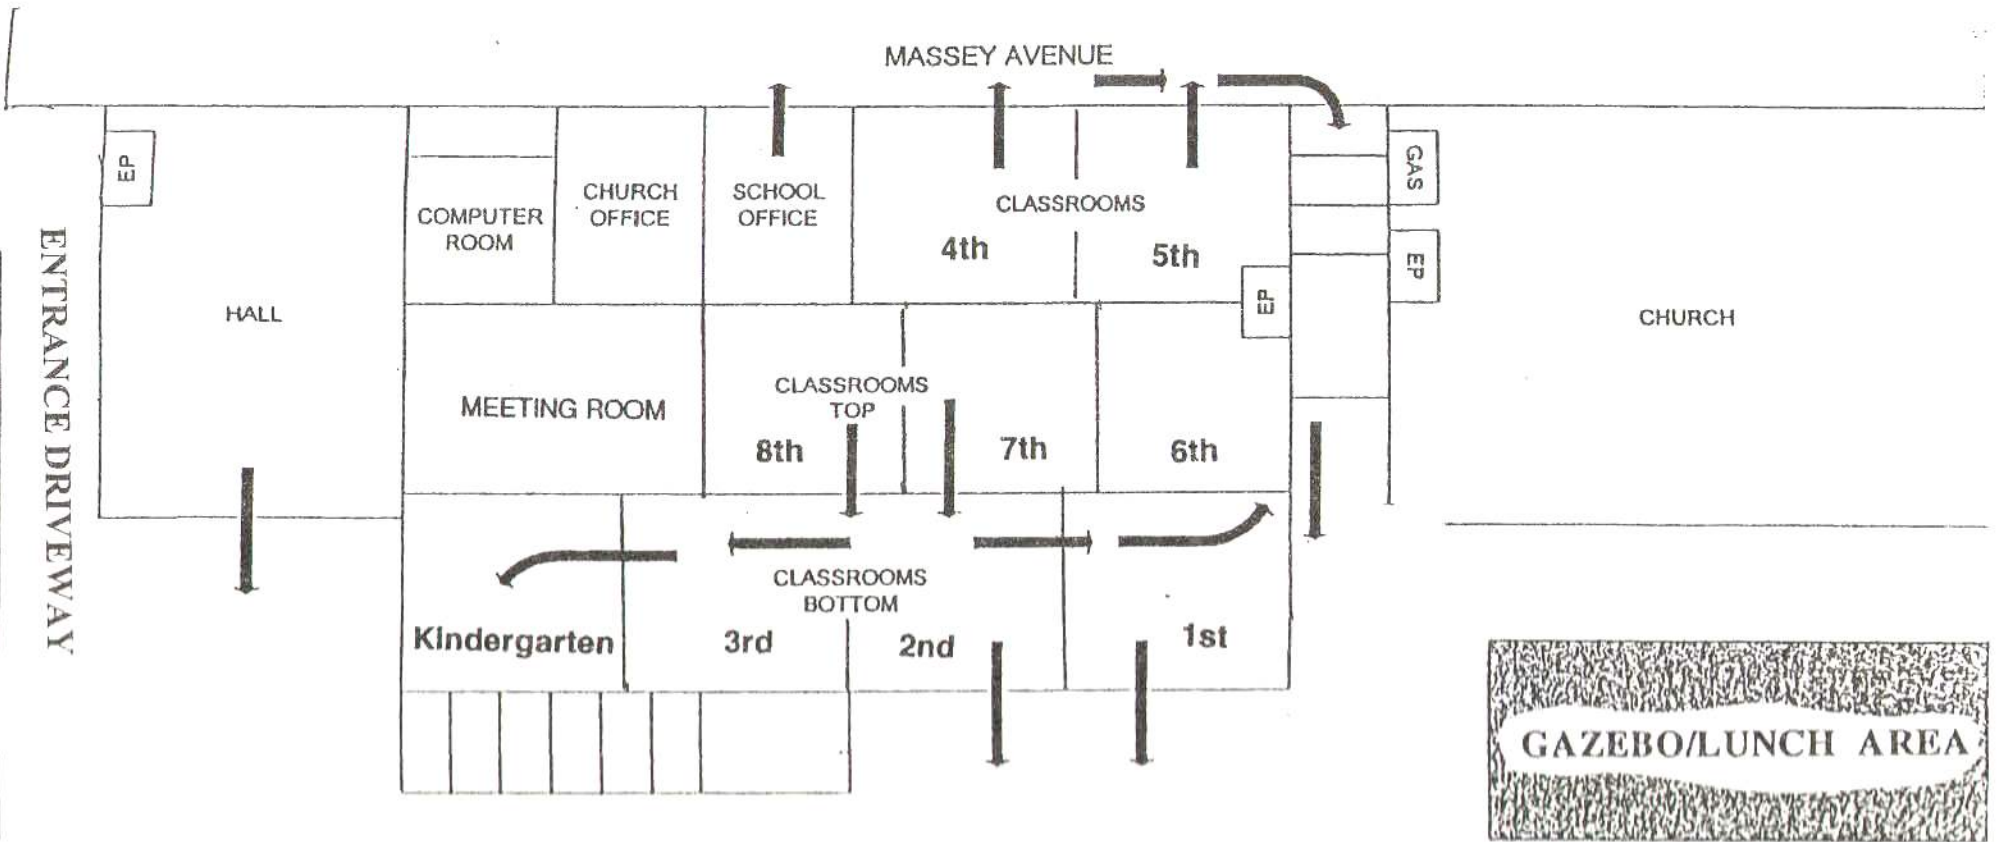 MASSEY AVENUE
EP
GAS
EP
EP
ENTRANCE DRIVEWAY
HALL
COMPUTER
ROOM
CHURCH
OFFICE
SCHOOL
OFFICE
CLASSROOMS
4th
5th
CHURCH
MEETING ROOM
CLASSROOMS
TOP
8th
7th
6th
CLASSROOMS
BOTTOM
Kindergarten
3rd
2nd
1st
GAZEBO/LUNCH AREA